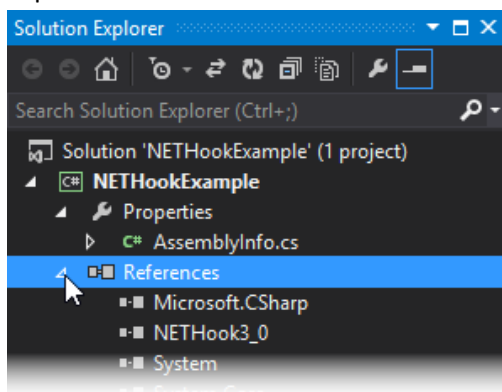 Solution Explorer
Search Solution Explorer (Ctrl+;)
Solution 'NETHookExample' (1 project)
C# NETHookExample
Properties
C# AssemblyInfo.cs
References
Microsoft.CSharp
NETHook3_0
System